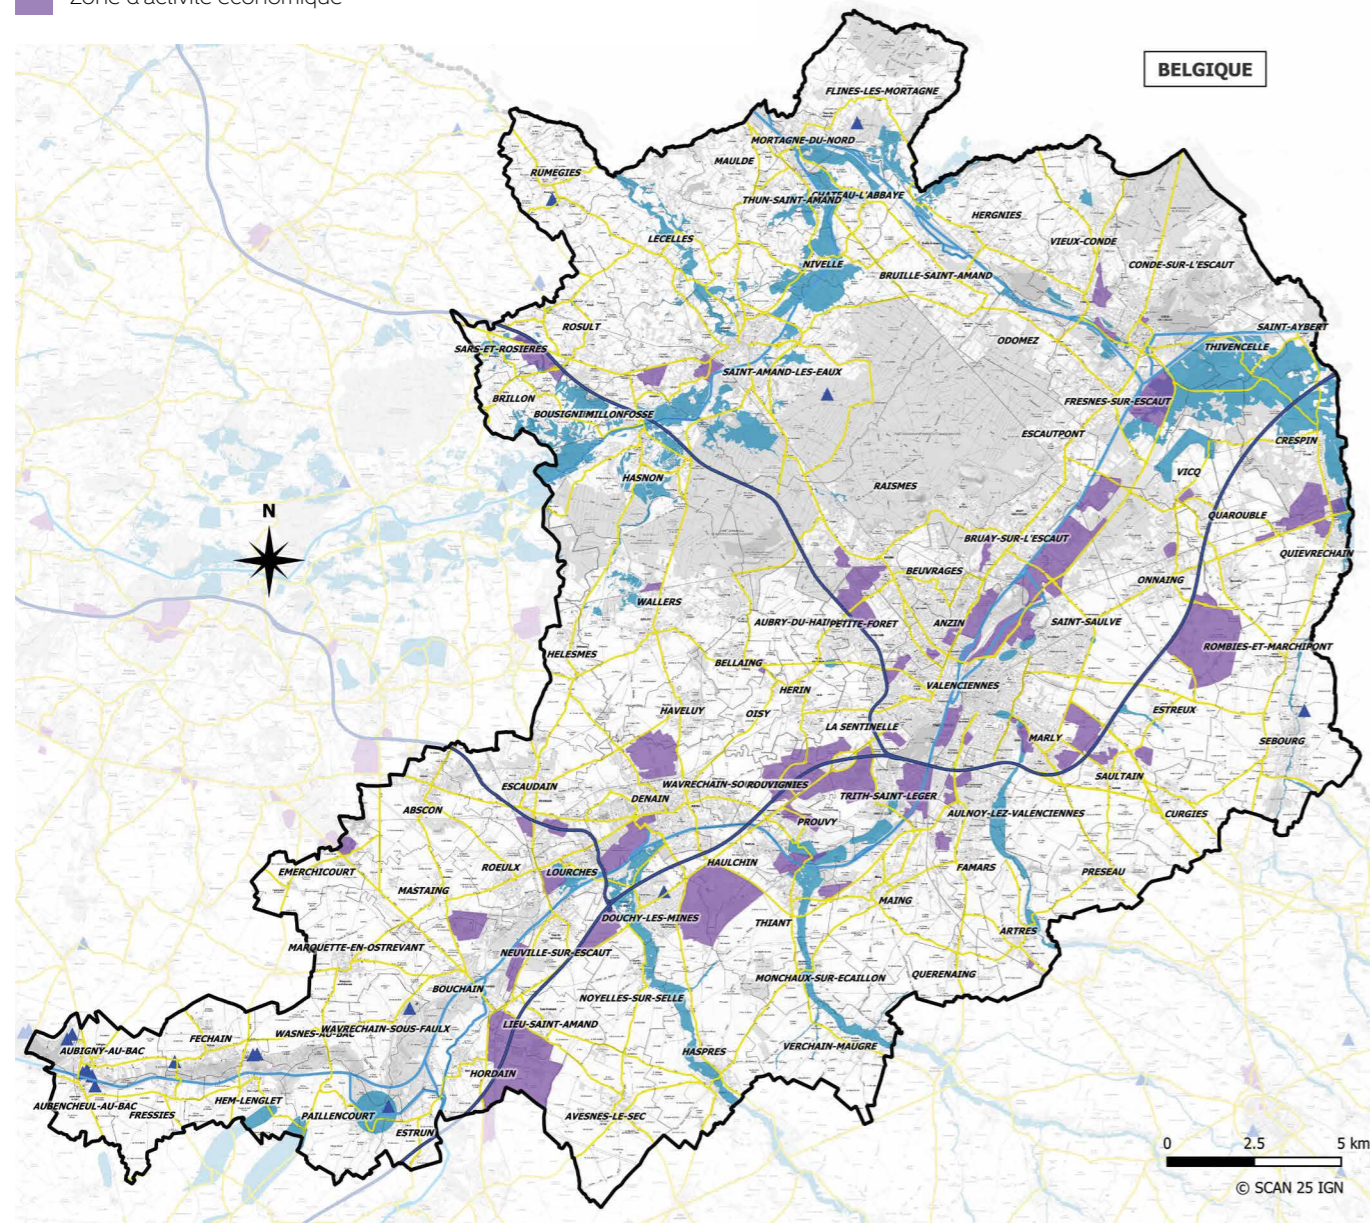 Zone d'activité économique
BELGIQUE
FLINES-LES-MORTAGNE
MORTAGNE-DU-NORD
MAULDE
RUMEGIES
CHATEAU-L'ABBAYE
THUN-SAINT-AMAND
HERGNIES
LECELLES
VIEUX-CONDE
NIVELLE
CONDE-SUR-L'ESCAUT
BRUILLE-SAINT-AMAND
ROSULT
SAINT-AYBERT
ODOMEZ
THIVENCELLE
SARS-ET-ROSIERES
SAINT-AMAND-LES-EAUX
BRILLON
FRESNES-SUR-ESCAUT
BOUSIGNIMILLONFOSSE
ESCAUTPONT
CRESPIN
VICQ
HASNON
RAISMES
N
QUAROUBLE
BRUAY-SUR-L'ESCAUT
QUIEVRECHAIN
BEUVRAGES
ONNAING
WALLERS
AUBRY-DU-HAIPETITE-FORET
ANZIN
SAINT-SAULVE
ROMBIES-ET-MARCHIPONT
HELESMES
BELLAING
VALENCIENNES
HERIN
HAVELUY
OISY
ESTREUX
LA SENTINELLE
MARLY
SEBOURG
SAULTAIN
ESCAUDAIN
WAVRECHAIN-SOROUVIGNIES
DENAIN
TRITH-SAINT-LEGER
ABSCON
AULNOY-LEZ-VALENCIENNES
CURGIES
PROUVY
HAULCHIN
ROEULX
LOURCHES
FAMARS
PRESEAU
EMERCHICOURT
MASTAING
MAING
DOUCHY-LES-MINES
THIANT
ARTRES
MARQUETTE-EN-OSTREVANT
NEUVILLE-SUR-ESCAUT
QUERENAING
MONCHAUX-SUR-ECAILLON
BOUCHAIN
NOYELLES-SUR-SELLE
LIEU-SAINT-AMAND
WASNES-AU-BAC
WAVRECHAIN-SOUS-FAULX
FECHAIN
VERCHAIN-MAUGRE
AUBIGNY-AU-BAC
HASPRES
HORDAIN
HEM-LENGLET
AUBENCHEUL-AU-BAC
FRESSIES
PAILLENCOURT
AVESNES-LE-SEC
ESTRUN
0 2.5 5 km
© SCAN 25 IGN